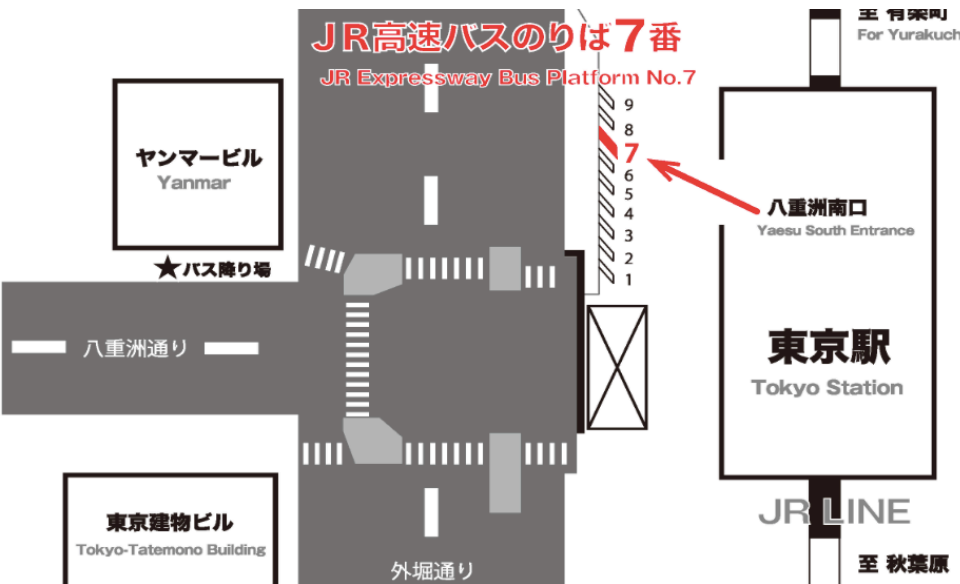 JR高速バスのりは7番
JR Expressway Bus Platform No.7
至 有楽町
For Yurakuch
9
8
7
6
5
4
3
2
1
ヤンマービル
Yanmar
★バス降り場
八重洲南口
Yaesu South Entrance
八重洲通り
東京駅
Tokyo Station
JR LINE
東京建物ビル
Tokyo-Tatemono Building
外堀通り
至 秋葉原